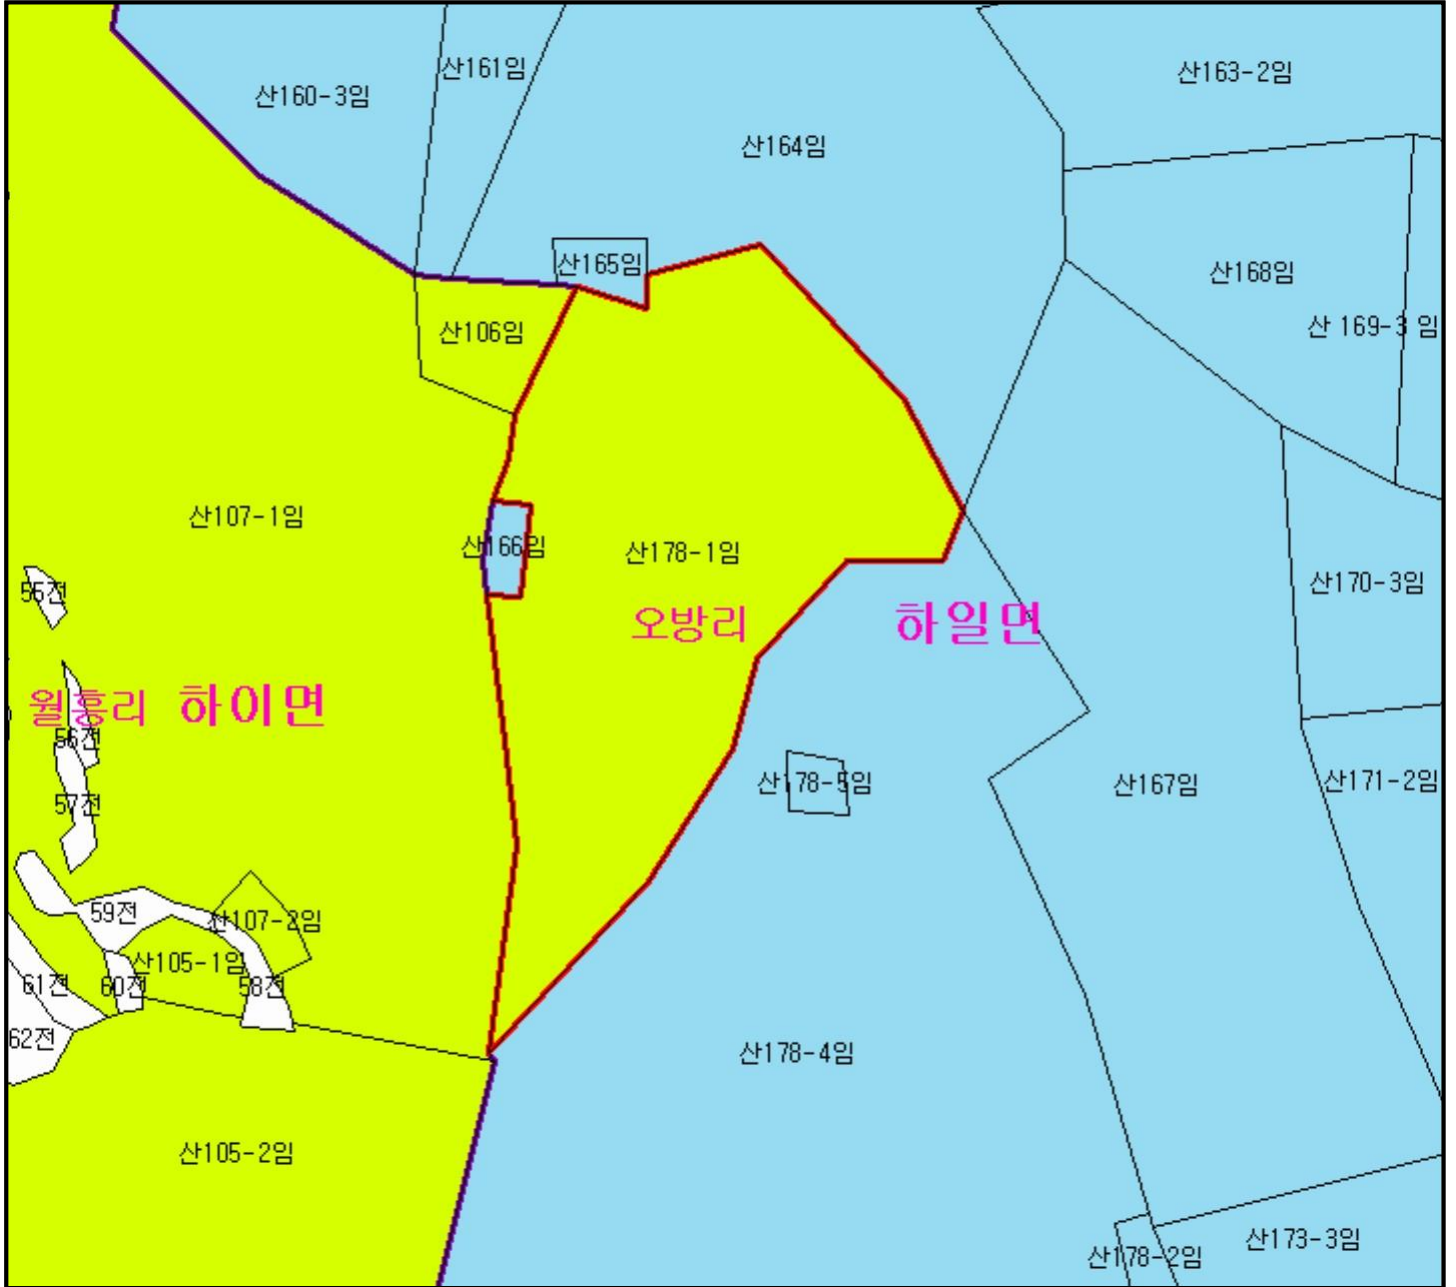 산161임
산163-2임
산160-3임
산164임
산165임
산168임
산 169-3 임
산106임
산107-1임
산166임
산178-1임
산170-3임
55전
오방리
하일면
월흥리 하이면
56전
산178-5임
산167임
산171-2임
57전
59전
산107-2임
산105-1임
61전
60전
58전
62전
산178-4임
산105-2임
산173-3임
산178-2임